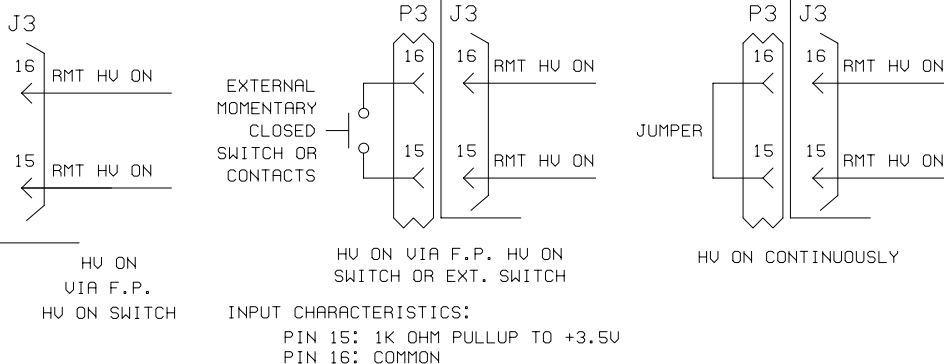 J3
16
RMT HV ON
15
RMT HV ON
HV ON
VIA F.P.
HV ON SWITCH
P3 J3
16 16
RMT HV ON
EXTERNAL
MOMENTARY
CLOSED
SWITCH OR
CONTACTS
15 15
RMT HV ON
HV ON VIA F.P. HV ON
SWITCH OR EXT. SWITCH
P3 J3
16 16
RMT HV ON
JUMPER
15 15
RMT HV ON
HV ON CONTINUOUSLY
INPUT CHARACTERISTICS:
PIN 15: 1K OHM PULLUP TO +3.5V
PIN 16: COMMON